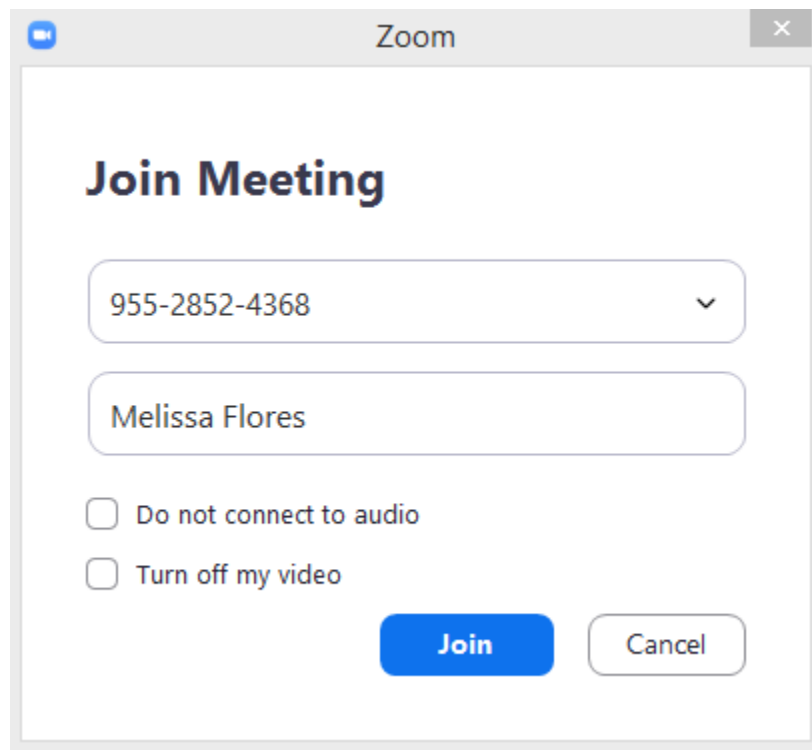 Zoom
Join Meeting
955-2852-4368
Melissa Flores
Do not connect to audio
Turn off my video
Join
Cancel